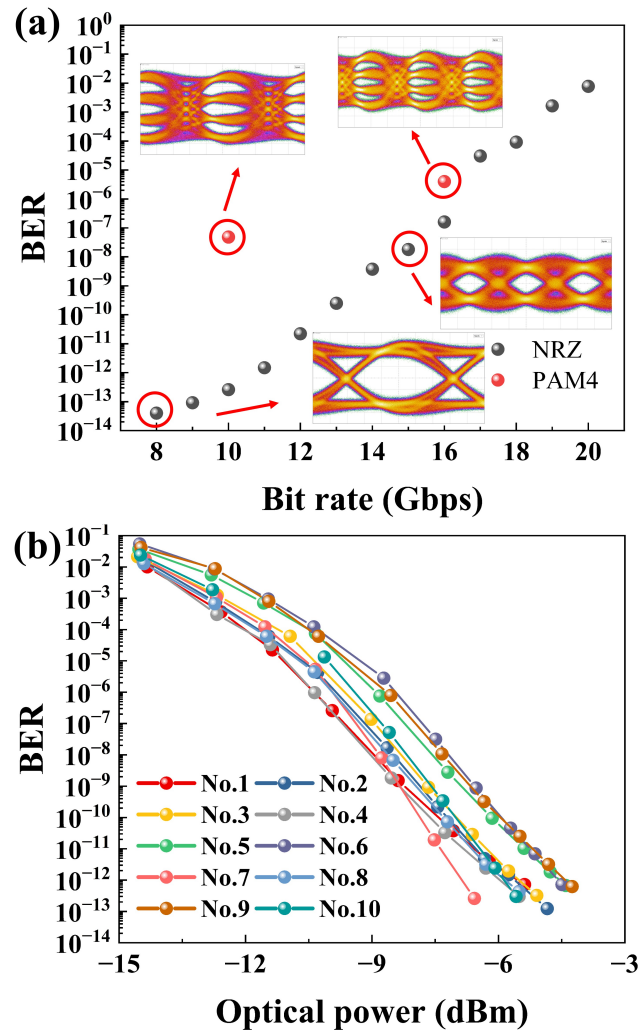 (a)
10^0
10^-1
10^-2
10^-3
10^-4
10^-5
10^-6
10^-7
10^-8
10^-9
10^-10
10^-11
10^-12
10^-13
10^-14
BER
NRZ
PAM4
8 10 12 14 16 18 20
Bit rate (Gbps)
(b)
10^-1
10^-2
10^-3
10^-4
10^-5
10^-6
10^-7
10^-8
10^-9
10^-10
10^-11
10^-12
10^-13
10^-14
BER
No.1 No.2
No.3 No.4
No.5 No.6
No.7 No.8
No.9 No.10
−15 −12 −9 −6 −3
Optical power (dBm)